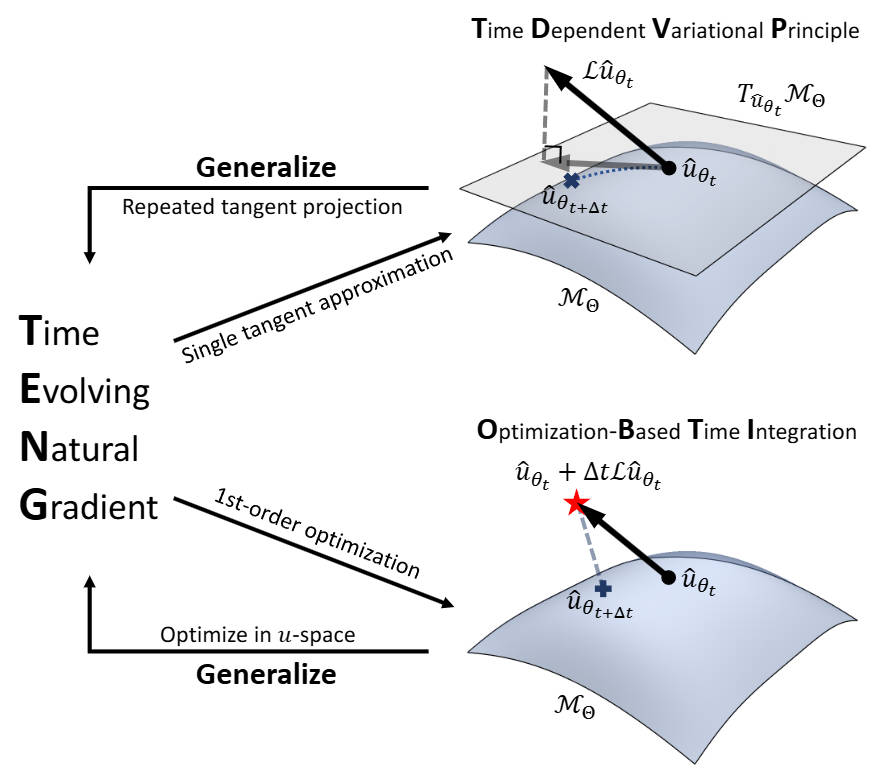 Time Dependent Variational Principle
ℒû_{θ_t}
T_{û_{θ_t}}ℳ_Θ
û_{θ_t}
û_{θ_{t+Δt}}
ℳ_Θ
Generalize
Repeated tangent projection
Single tangent approximation
Time
Evolving
Natural
Gradient
1st-order optimization
Optimize in u-space
Generalize
Optimization-Based Time Integration
û_{θ_t} + Δtℒû_{θ_t}
û_{θ_t}
û_{θ_{t+Δt}}
ℳ_Θ